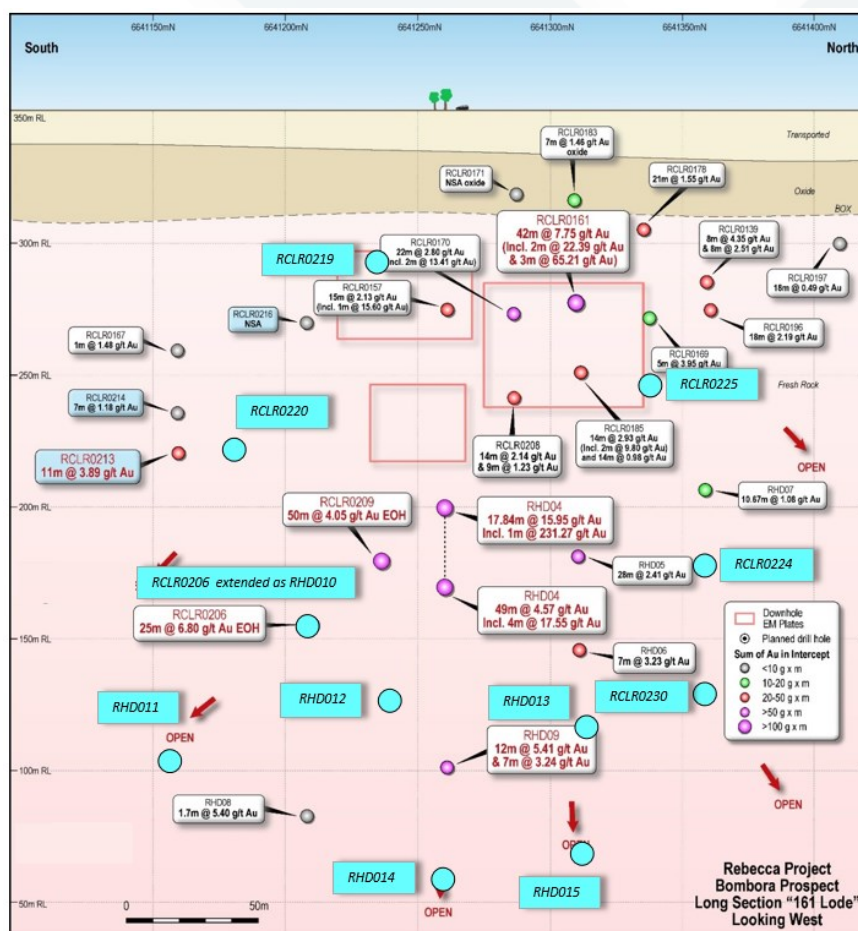 6641150mN
6641200mN
6641250mN
6641300mN
6641350mN
6641400mN
South
North
350m RL
Transported
Oxide
BOX
300m RL
250m RL
Fresh Rock
200m RL
150m RL
100m RL
50m RL
RCLR0183
7m @ 1.46 g/t Au
oxide
RCLR0171
NSA oxide
RCLR0178
21m @ 1.55 g/t Au
RCLR0161
42m @ 7.75 g/t Au
(Incl. 2m @ 22.39 g/t Au
& 3m @ 65.21 g/t Au)
RCLR0139
8m @ 4.35 g/t Au
& 8m @ 2.51 g/t Au
RCLR0170
22m @ 2.80 g/t Au
Incl. 2m @ 13.41 g/t Au)
RCLR0219
RCLR0197
18m @ 0.49 g/t Au
RCLR0157
15m @ 2.13 g/t Au
(Incl. 1m @ 15.60 g/t Au)
RCLR0216
NSA
RCLR0167
1m @ 1.48 g/t Au
RCLR0196
18m @ 2.19 g/t Au
RCLR0169
5m @ 3.95 g/t Au
RCLR0225
RCLR0214
7m @ 1.18 g/t Au
RCLR0220
RCLR0213
11m @ 3.89 g/t Au
RCLR0208
14m @ 2.14 g/t Au
& 9m @ 1.23 g/t Au
RCLR0185
14m @ 2.93 g/t Au
(Incl. 2m @ 9.80 g/t Au)
and 14m @ 0.98 g/t Au
OPEN
RCLR0209
50m @ 4.05 g/t Au EOH
RHD04
17.84m @ 15.95 g/t Au
Incl. 1m @ 231.27 g/t Au
RHD07
10.67m @ 1.08 g/t Au
RHD05
28m @ 2.41 g/t Au
RCLR0224
RCLR0206 extended as RHD010
RHD04
49m @ 4.57 g/t Au
Incl. 4m @ 17.55 g/t Au
RCLR0206
25m @ 6.80 g/t Au EOH
RHD06
7m @ 3.23 g/t Au
Downhole
EM Plates
Planned drill hole
Sum of Au in Intercept
<10 g x m
10-20 g x m
20-50 g x m
>50 g x m
>100 g x m
RHD011
OPEN
RHD012
RHD013
RCLR0230
RHD09
12m @ 5.41 g/t Au
& 7m @ 3.24 g/t Au
OPEN
RHD08
1.7m @ 5.40 g/t Au
RHD014
OPEN
RHD015
0
50m
Rebecca Project
Bombora Prospect
Long Section "161 Lode"
Looking West